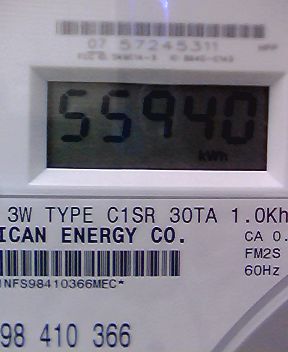 07 57245311
55940
kWh
3W TYPE C1SR 30TA 1.0Kh
ICAN ENERGY CO.
CA 0.
FM2S
60Hz
NFS98410366MEC*
98 410 366